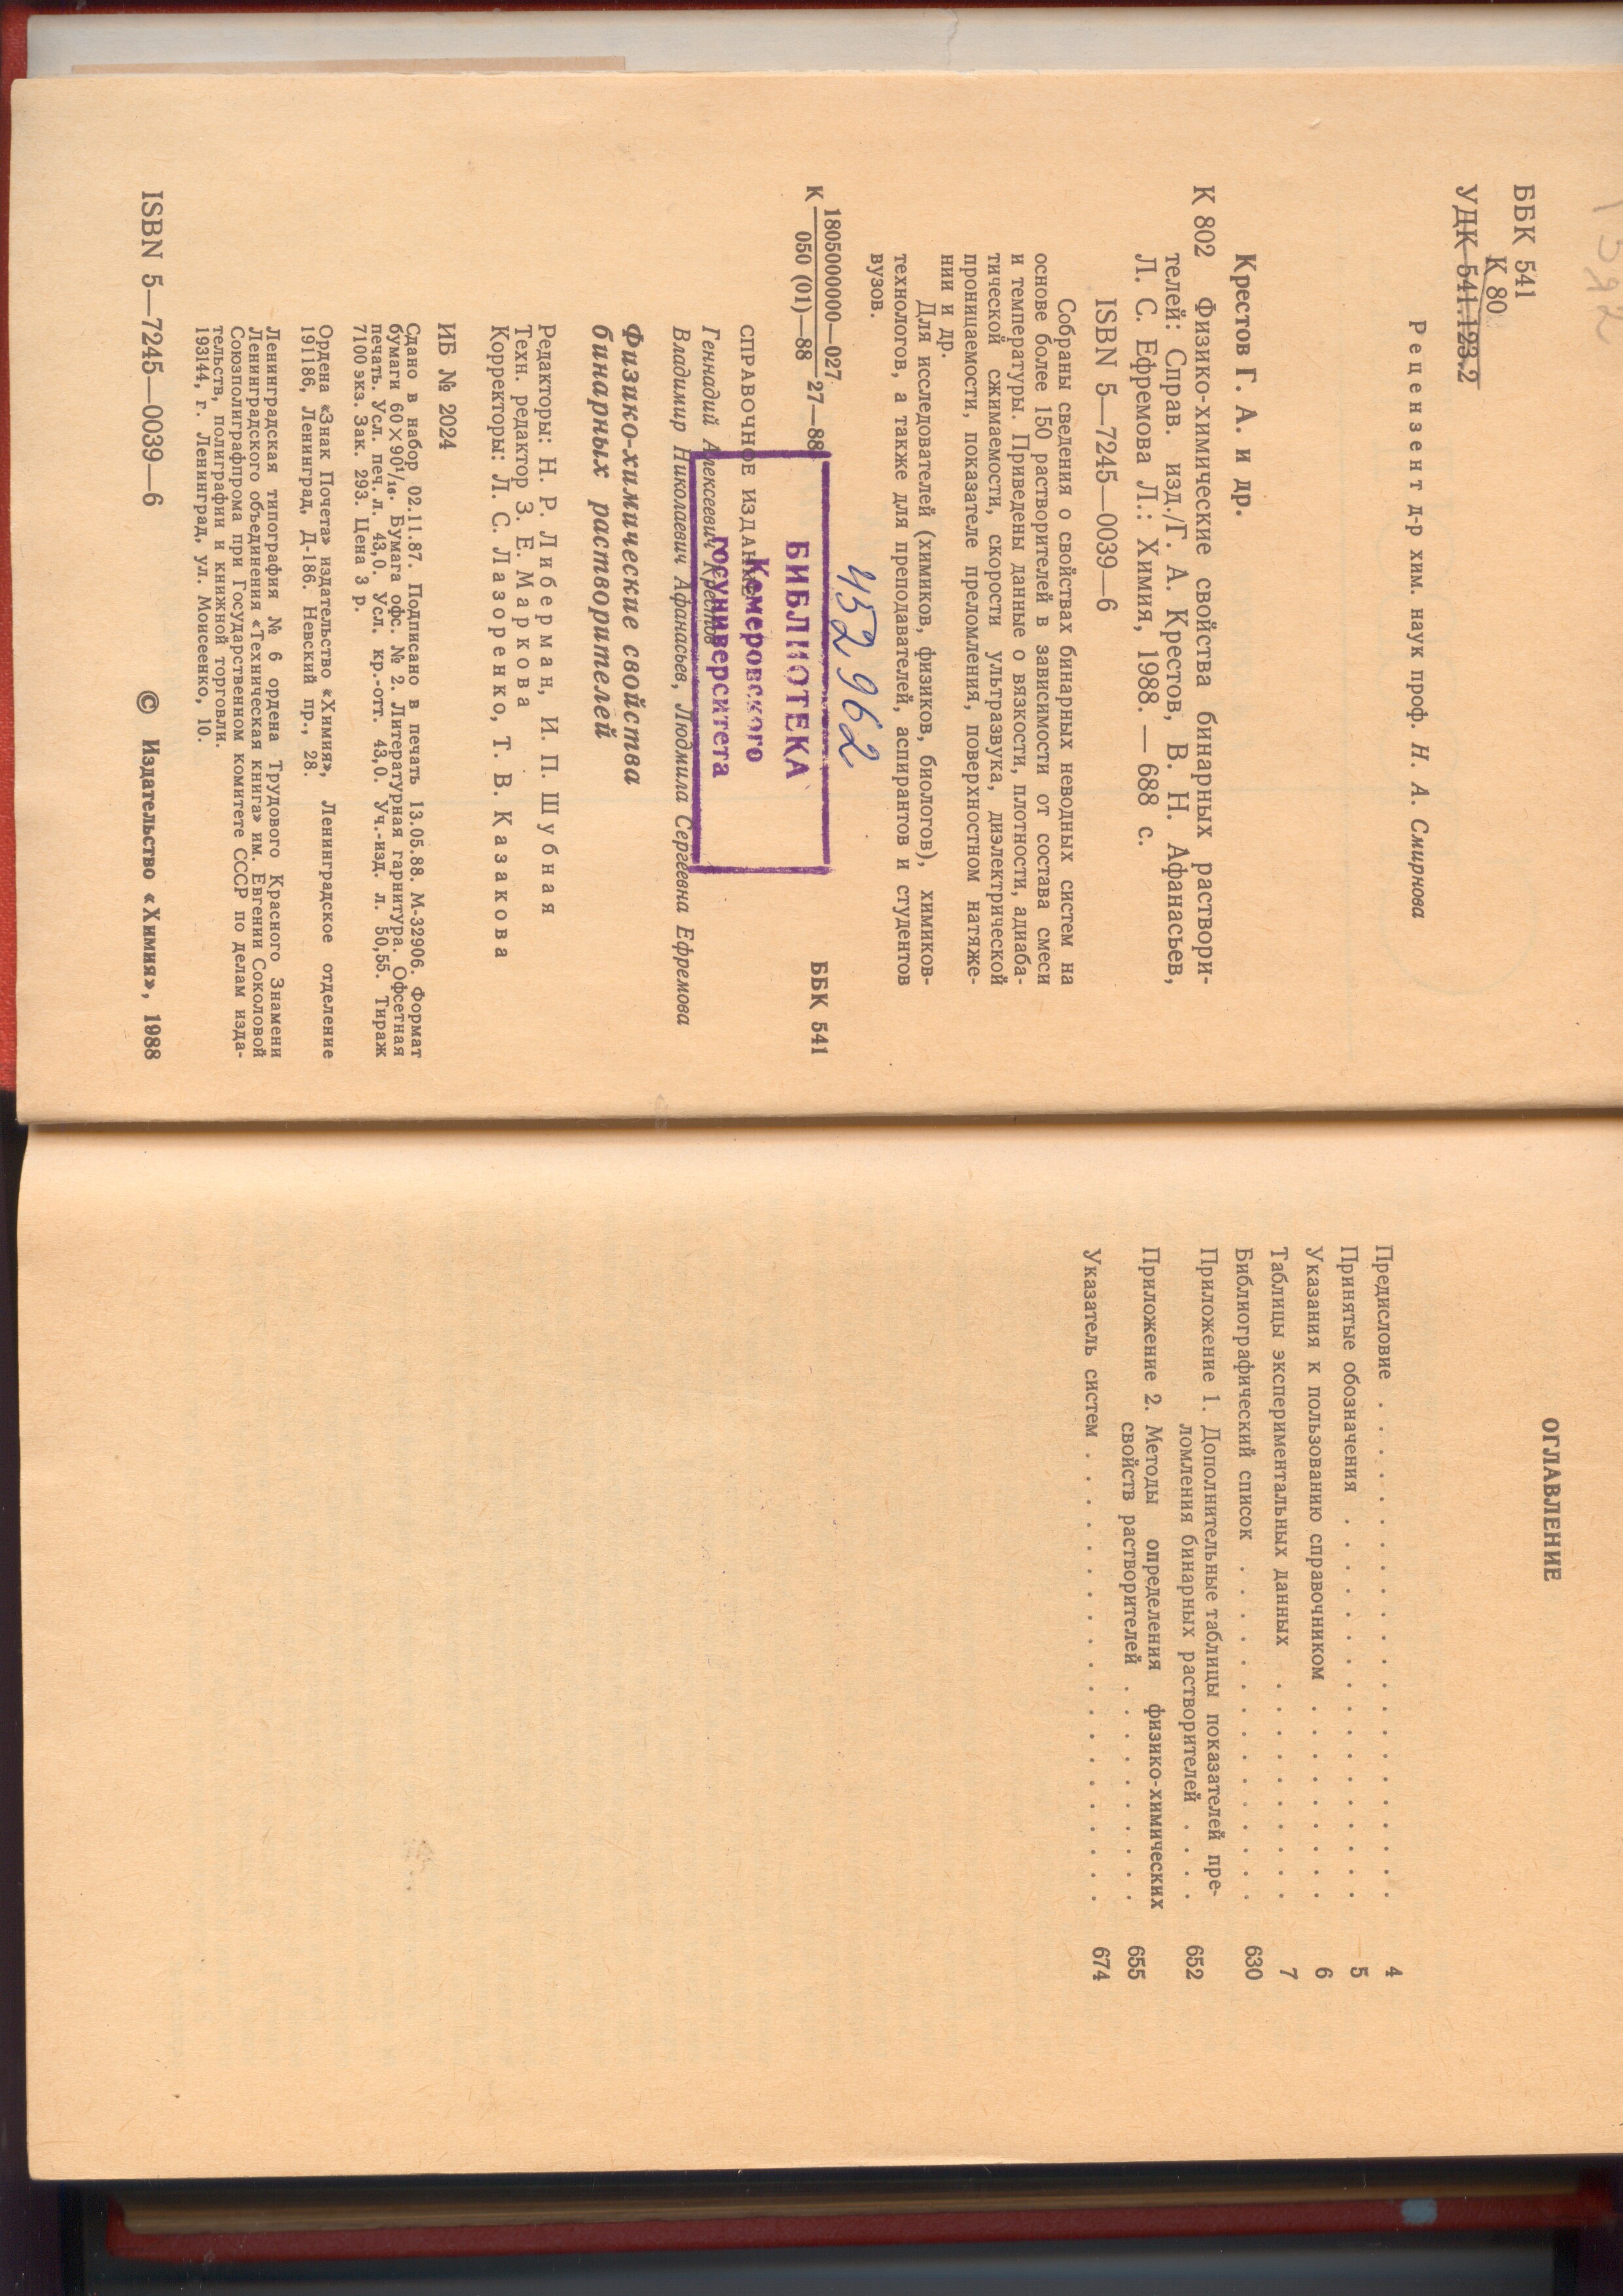 ББК 541
К 80
УДК 541.123.2
Рецензент д-р хим. наук проф. Н. А. Смирнова
Крестов Г. А. и др.
К 802 Физико-химические свойства бинарных раствори-
телей: Справ. изд./Г. А. Крестов, В. Н. Афанасьев,
Л. С. Ефремова Л.: Химия, 1988. — 688 с.
ISBN 5—7245—0039—6
Собраны сведения о свойствах бинарных неводных систем на
основе более 150 растворителей в зависимости от состава смеси
и температуры. Приведены данные о вязкости, плотности, адиаба-
тической сжимаемости, скорости ультразвука, диэлектрической
проницаемости, показателе преломления, поверхностном натяже-
нии и др.
Для исследователей (химиков, физиков, биологов), химиков-
технологов, а также для преподавателей, аспирантов и студентов
вузов.
К 1805000000—027
050 (01)—88 27—88
ББК 541
452962
БИБЛИОТЕКА
Кемеровского
госуниверситета
СПРАВОЧНОЕ ИЗДАНИЕ
Геннадий Алексеевич Крестов
Владимир Николаевич Афанасьев, Людмила Сергеевна Ефремова
Физико-химические свойства
бинарных растворителей
Редакторы: Н. Р. Либерман, И. П. Шубная
Техн. редактор З. Е. Маркова
Корректоры: Л. С. Лазоренко, Т. В. Казакова
ИБ № 2024
Сдано в набор 02.11.87. Подписано в печать 13.05.88. М-32906. Формат
бумаги 60×90¹/₁₆. Бумага офс. № 2. Литературная гарнитура. Офсетная
печать. Усл. печ. л. 43,0. Усл. кр.-отт. 43,0. Уч.-изд. л. 50,55. Тираж
7100 экз. Зак. 293. Цена 3 р.
Ордена «Знак Почета» издательство «Химия», Ленинградское отделение
191186, Ленинград, Д-186. Невский пр., 28.
Ленинградская типография № 6 ордена Трудового Красного Знамени
Ленинградского объединения «Техническая книга» им. Евгении Соколовой
Союзполиграфпрома при Государственном комитете СССР по делам изда-
тельств, полиграфии и книжной торговли.
193144, г. Ленинград, ул. Моисеенко, 10.
ISBN 5—7245—0039—6 © Издательство «Химия», 1988
ОГЛАВЛЕНИЕ
Предисловие . . . . . . . . . . . . . . . . 4
Принятые обозначения . . . . . . . . . . . . 5
Указания к пользованию справочником . . . . . . . 6
Таблицы экспериментальных данных . . . . . . . . 7
Библиографический список . . . . . . . . . . . 630
Приложение 1. Дополнительные таблицы показателей пре-
ломления бинарных растворителей . . . . 652
Приложение 2. Методы определения физико-химических
свойств растворителей . . . . . . . 655
Указатель систем . . . . . . . . . . . . . . 674